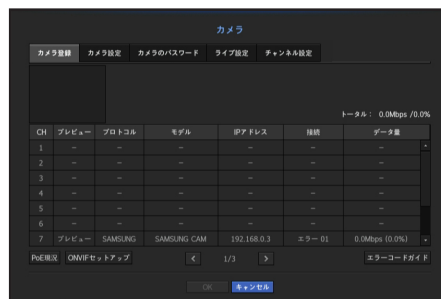 カメラ
カメラ登録 カメラ設定 カメラのパスワード ライブ設定 チャンネル設定
トータル： 0.0Mbps /0.0%
CH プレビュー プロトコル モデル IPアドレス 接続 データ量
1 – – – – – –
2 – – – – – –
3 – – – – – –
4 – – – – – –
5 – – – – – –
6 – – – – – –
7 プレビュー SAMSUNG SAMSUNG CAM 192.168.0.3 エラー 01 0.0Mbps (0.0%)
PoE現況 ONVIFセットアップ < 1/3 > エラーコードガイド
OK キャンセル